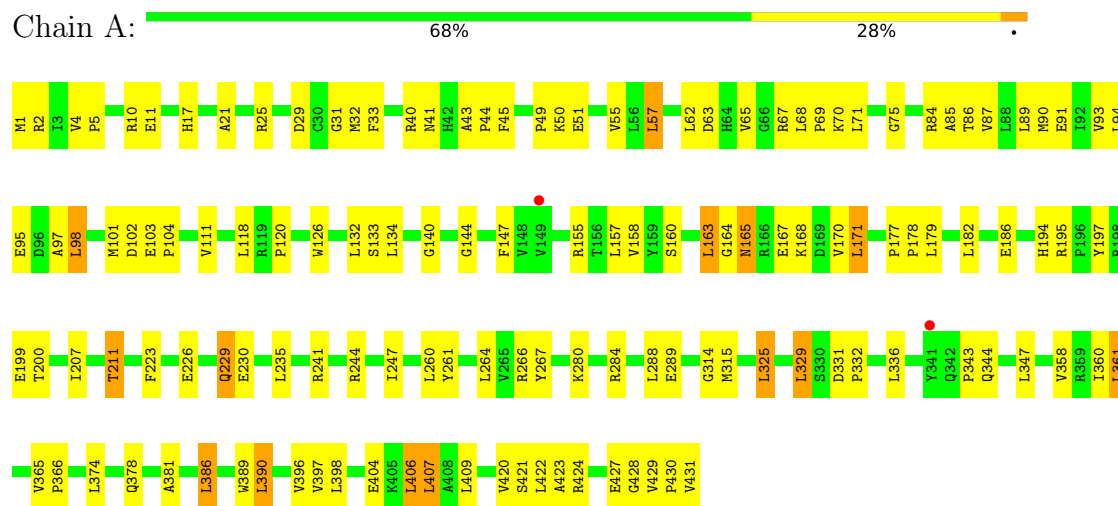 Chain A:
68% 28% •
M1 R2 I3 V4 P5 R10 E11 H17 A21 R25 D29 C30 G31 M32 F33 R40 N41 H42 A43 P44 F45 P49 K50 E51 V55 L56 L57 L62 D63 H64 V65 G66 R67 L68 P69 K70 L71 G75 R84 A85 T86 V87 L88 L89 M90 E91 I92 V93 L94
E95 D96 A97 L98 M101 D102 E103 P104 V111 L118 R119 P120 W126 L132 S133 L134 G140 G144 F147 V148 V149 R155 T156 L157 V158 Y159 S160 L163 G164 N165 R166 E167 K168 D169 V170 L171 P177 P178 L179 L182 E186 H194 R195 P196 Y197 R198
E199 T200 I207 T211 F223 E226 Q229 E230 L235 R241 R244 I247 L260 Y261 L264 V265 R266 Y267 K280 R284 L288 E289 G314 M315 L325 L329 S330 D331 P332 L336 Y341 Q342 P343 Q344 L347 V358 R359 I360 L361
V365 P366 L374 Q378 A381 L386 W389 L390 V396 V397 L398 E404 K405 L406 L407 A408 L409 V420 S421 L422 A423 R424 E427 G428 V429 P430 V431